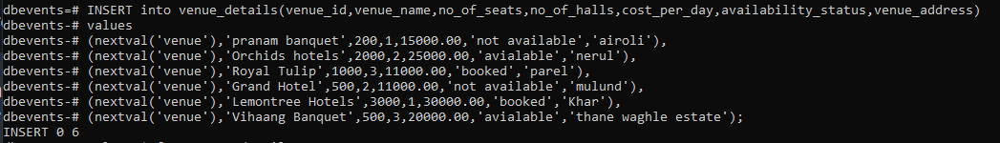 dbevents=# INSERT into venue_details(venue_id,venue_name,no_of_seats,no_of_halls,cost_per_day,availability_status,venue_address)
dbevents-# values
dbevents-# (nextval('venue'),'pranam banquet',200,1,15000.00,'not available','airoli'),
dbevents-# (nextval('venue'),'Orchids hotels',2000,2,25000.00,'avialable','nerul'),
dbevents-# (nextval('venue'),'Royal Tulip',1000,3,11000.00,'booked','parel'),
dbevents-# (nextval('venue'),'Grand Hotel',500,2,11000.00,'not available','mulund'),
dbevents-# (nextval('venue'),'Lemontree Hotels',3000,1,30000.00,'booked','Khar'),
dbevents-# (nextval('venue'),'Vihaang Banquet',500,3,20000.00,'avialable','thane waghle estate');
INSERT 0 6